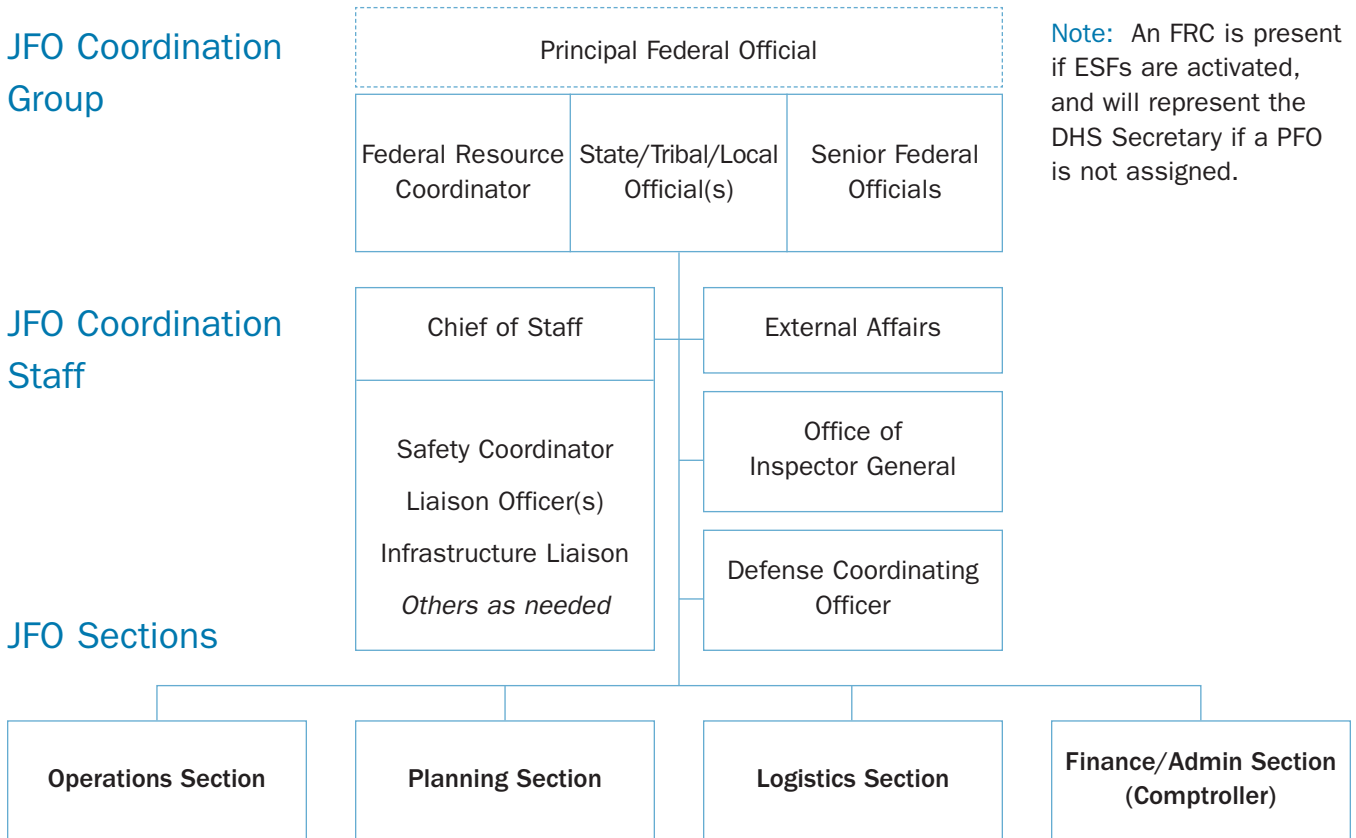 JFO Coordination
Group
Principal Federal Official
Federal Resource
Coordinator
State/Tribal/Local
Official(s)
Senior Federal
Officials
Note: An FRC is present
if ESFs are activated,
and will represent the
DHS Secretary if a PFO
is not assigned.
JFO Coordination
Staff
Chief of Staff
Safety Coordinator
Liaison Officer(s)
Infrastructure Liaison
Others as needed
External Affairs
Office of
Inspector General
Defense Coordinating
Officer
JFO Sections
Operations Section
Planning Section
Logistics Section
Finance/Admin Section
(Comptroller)